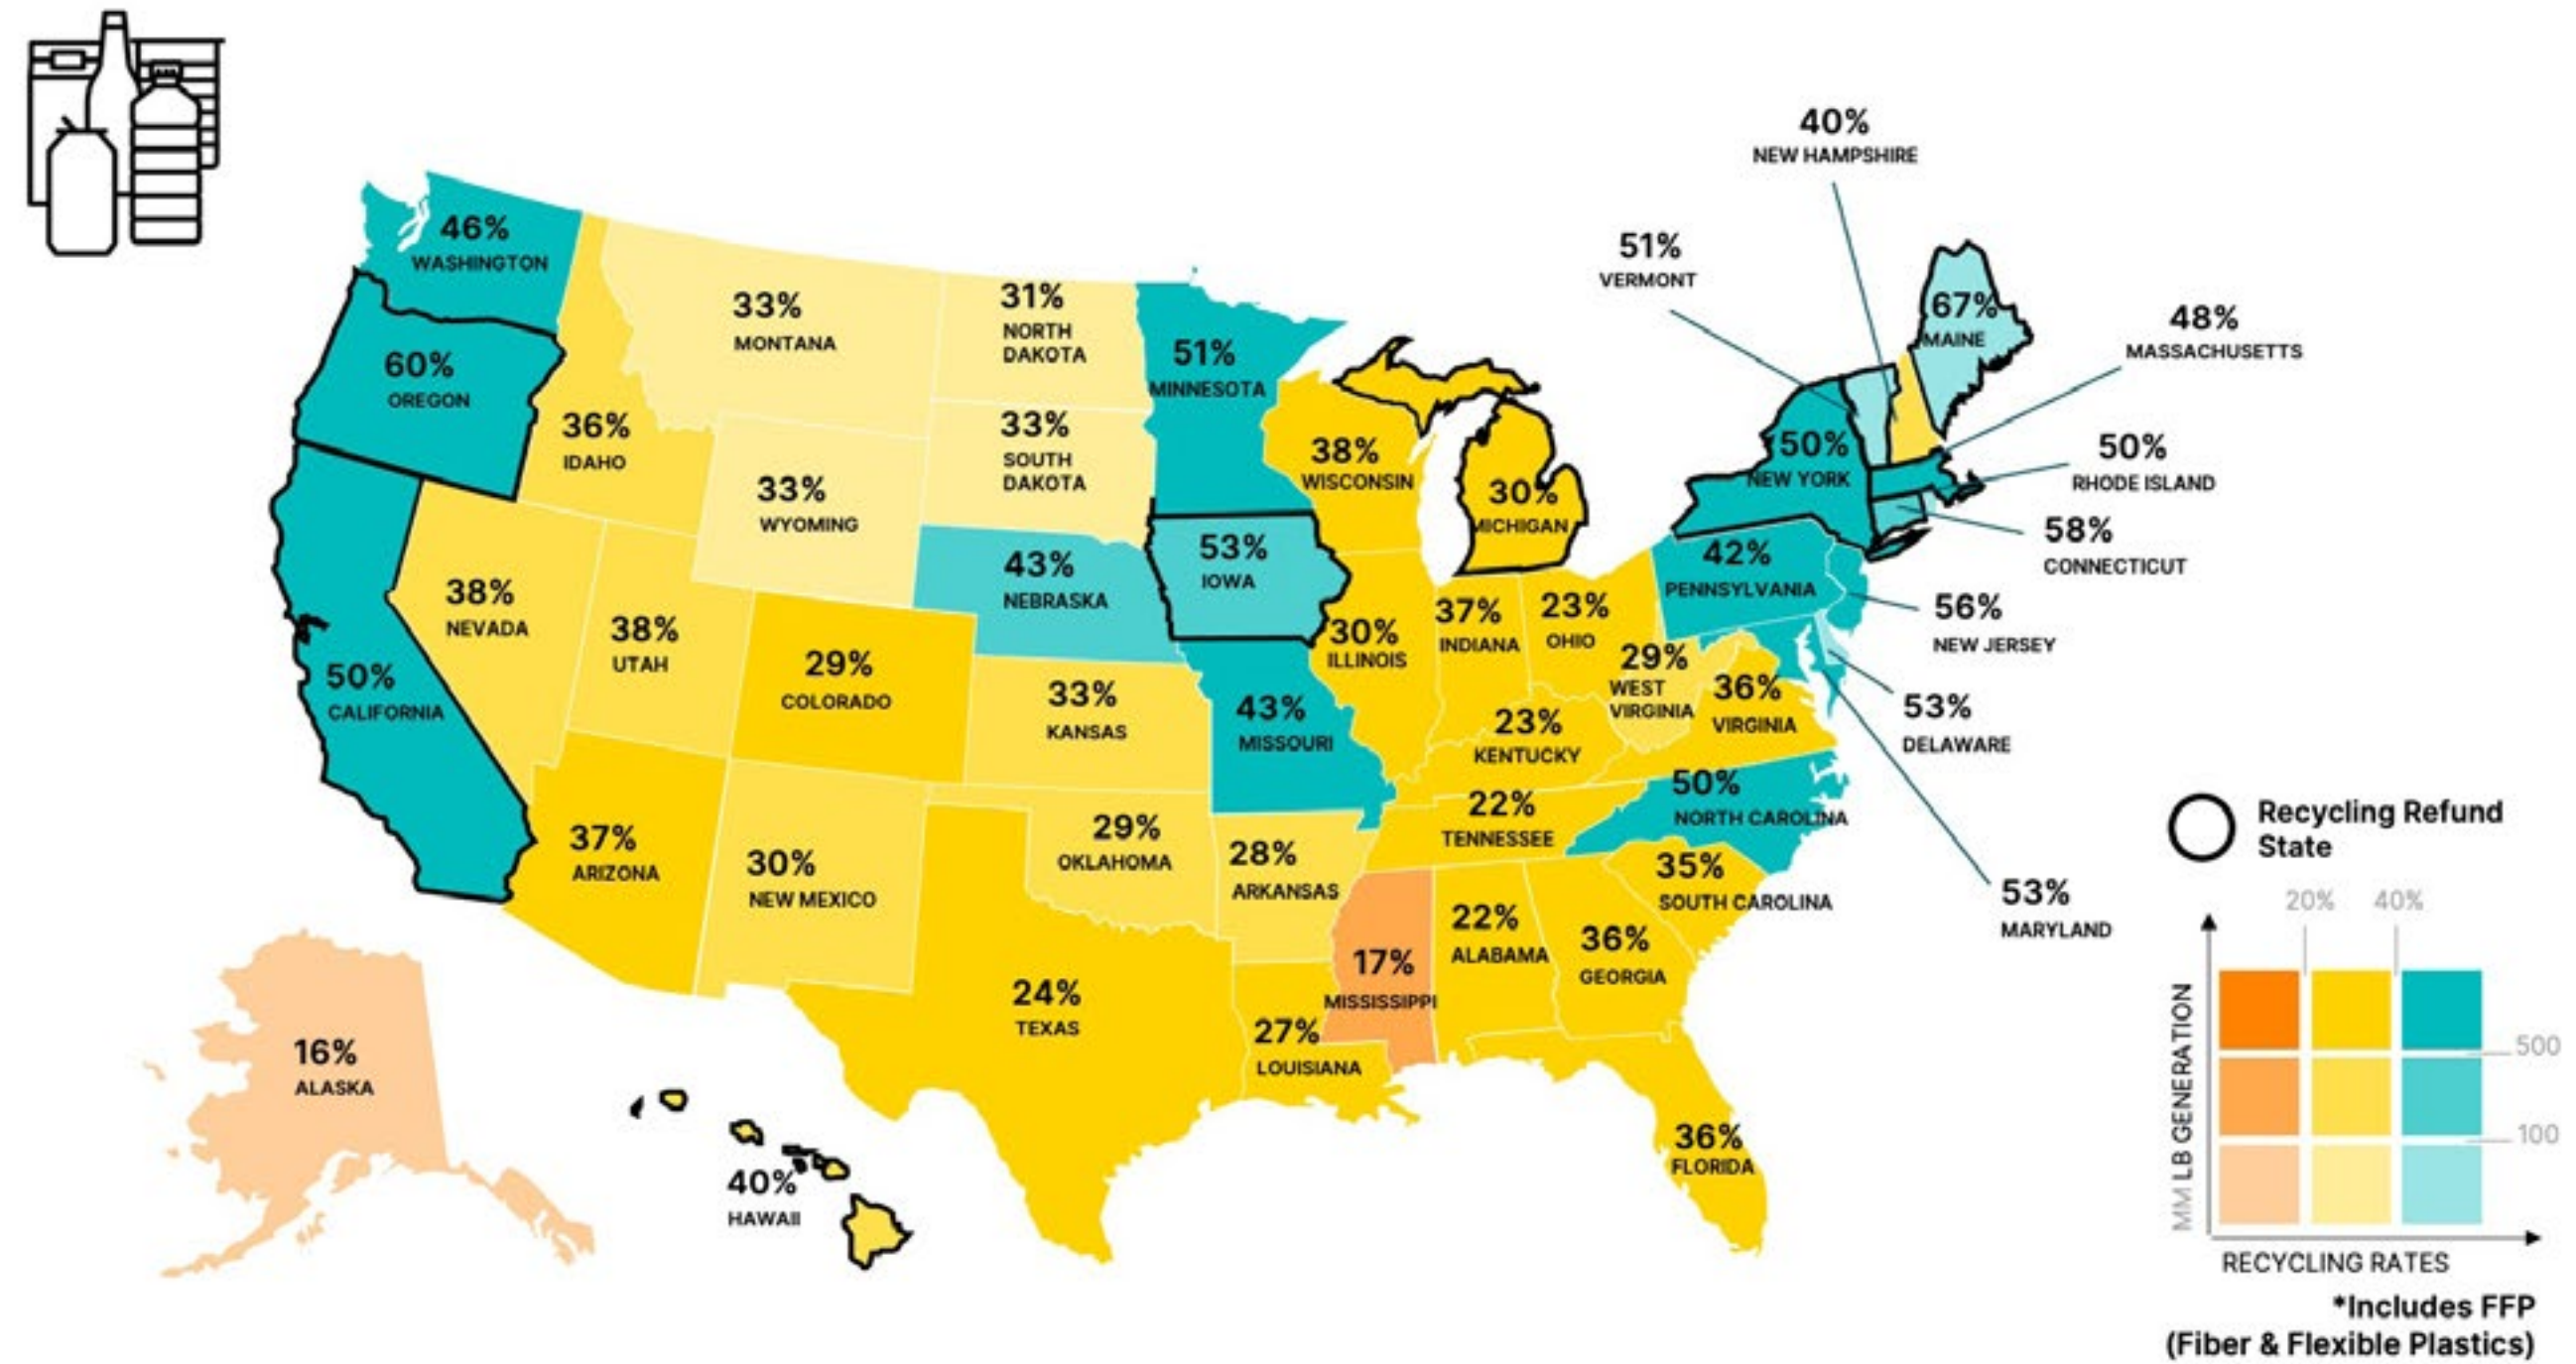 40%
NEW HAMPSHIRE
51%
VERMONT
67%
MAINE
48%
MASSACHUSETTS
50%
RHODE ISLAND
58%
CONNECTICUT
56%
NEW JERSEY
53%
DELAWARE
53%
MARYLAND
46%
WASHINGTON
60%
OREGON
36%
IDAHO
33%
MONTANA
31%
NORTH
DAKOTA
51%
MINNESOTA
33%
SOUTH
DAKOTA
33%
WYOMING
38%
WISCONSIN
30%
MICHIGAN
50%
NEW YORK
42%
PENNSYLVANIA
50%
CALIFORNIA
38%
NEVADA
38%
UTAH
29%
COLORADO
43%
NEBRASKA
53%
IOWA
33%
KANSAS
43%
MISSOURI
30%
ILLINOIS
37%
INDIANA
23%
OHIO
29%
WEST
VIRGINIA
36%
VIRGINIA
23%
KENTUCKY
50%
NORTH CAROLINA
22%
TENNESSEE
35%
SOUTH CAROLINA
37%
ARIZONA
30%
NEW MEXICO
29%
OKLAHOMA
28%
ARKANSAS
17%
MISSISSIPPI
22%
ALABAMA
36%
GEORGIA
24%
TEXAS
27%
LOUISIANA
36%
FLORIDA
16%
ALASKA
40%
HAWAII
Recycling Refund
State
20% 40%
500
100
MM LB GENERATION
RECYCLING RATES
*Includes FFP
(Fiber & Flexible Plastics)